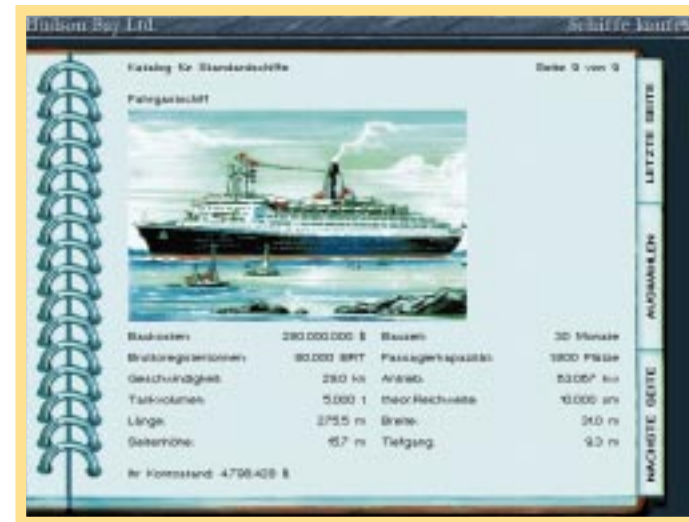 Hudson Bay Ltd. Schiffe kaufen
Katalog für Standardschiffe Seite 9 von 9
Fahrgastschiff
Baukosten: 280.000.000 $ Bauzeit: 30 Monate
Bruttoregistertonnen: 80.000 BRT Passagierkapazität: Plätze
Geschwindigkeit: 29.0 kn Antrieb: kw
Tankvolumen: 5.000 t theor.Reichweite: 10.000 sm
Länge: 275.5 m Breite: 31.0 m
Seitenhöhe: 15.7 m Tiefgang: 9.3 m
Ihr Kontostand: 4.798.428 $
LETZTE SEITE
AUSWÄHLEN
NÄCHSTE SEITE